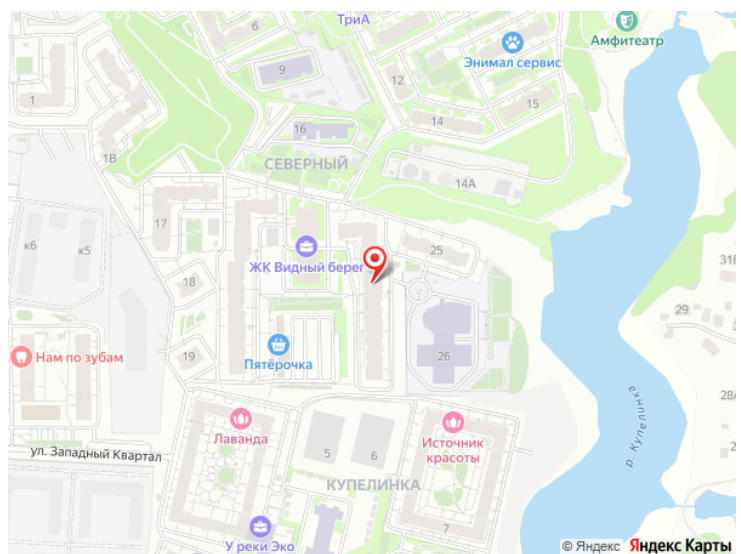 6
ТриА
Амфитеатр
Энимал сервис
9
12
1
15
14
16
1В
СЕВЕРНЫЙ
14А
17
25
к6
к5
ЖК Видный берег
31В
18
29
Нам по зубам
19
Пятёрочка
26
28А
р. Купелинка
Лаванда
Источник
красоты
ул. Западный Квартал
5
6
КУПЕЛИНКА
7
У реки Эко
© Яндекс Яндекс Карты